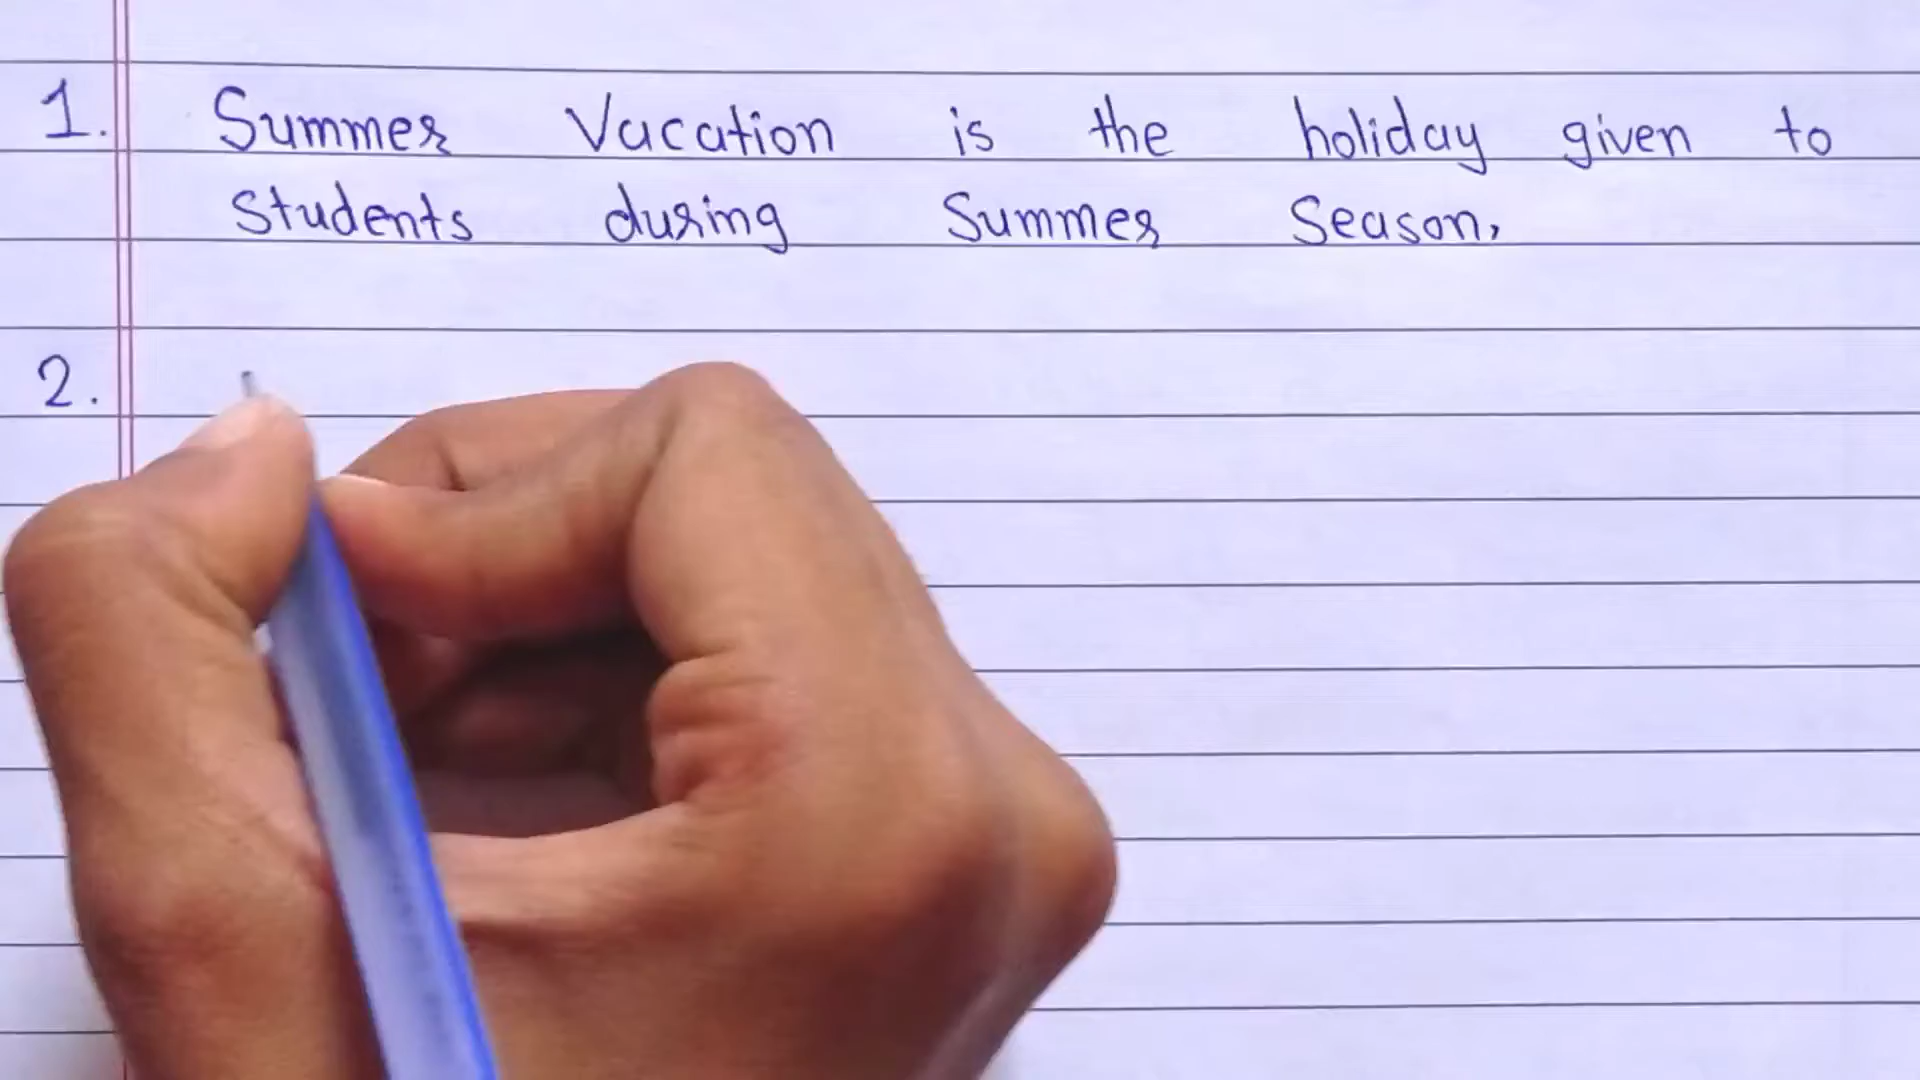 1. Summer Vacation is the holiday given to
Students during Summer Season,
2.